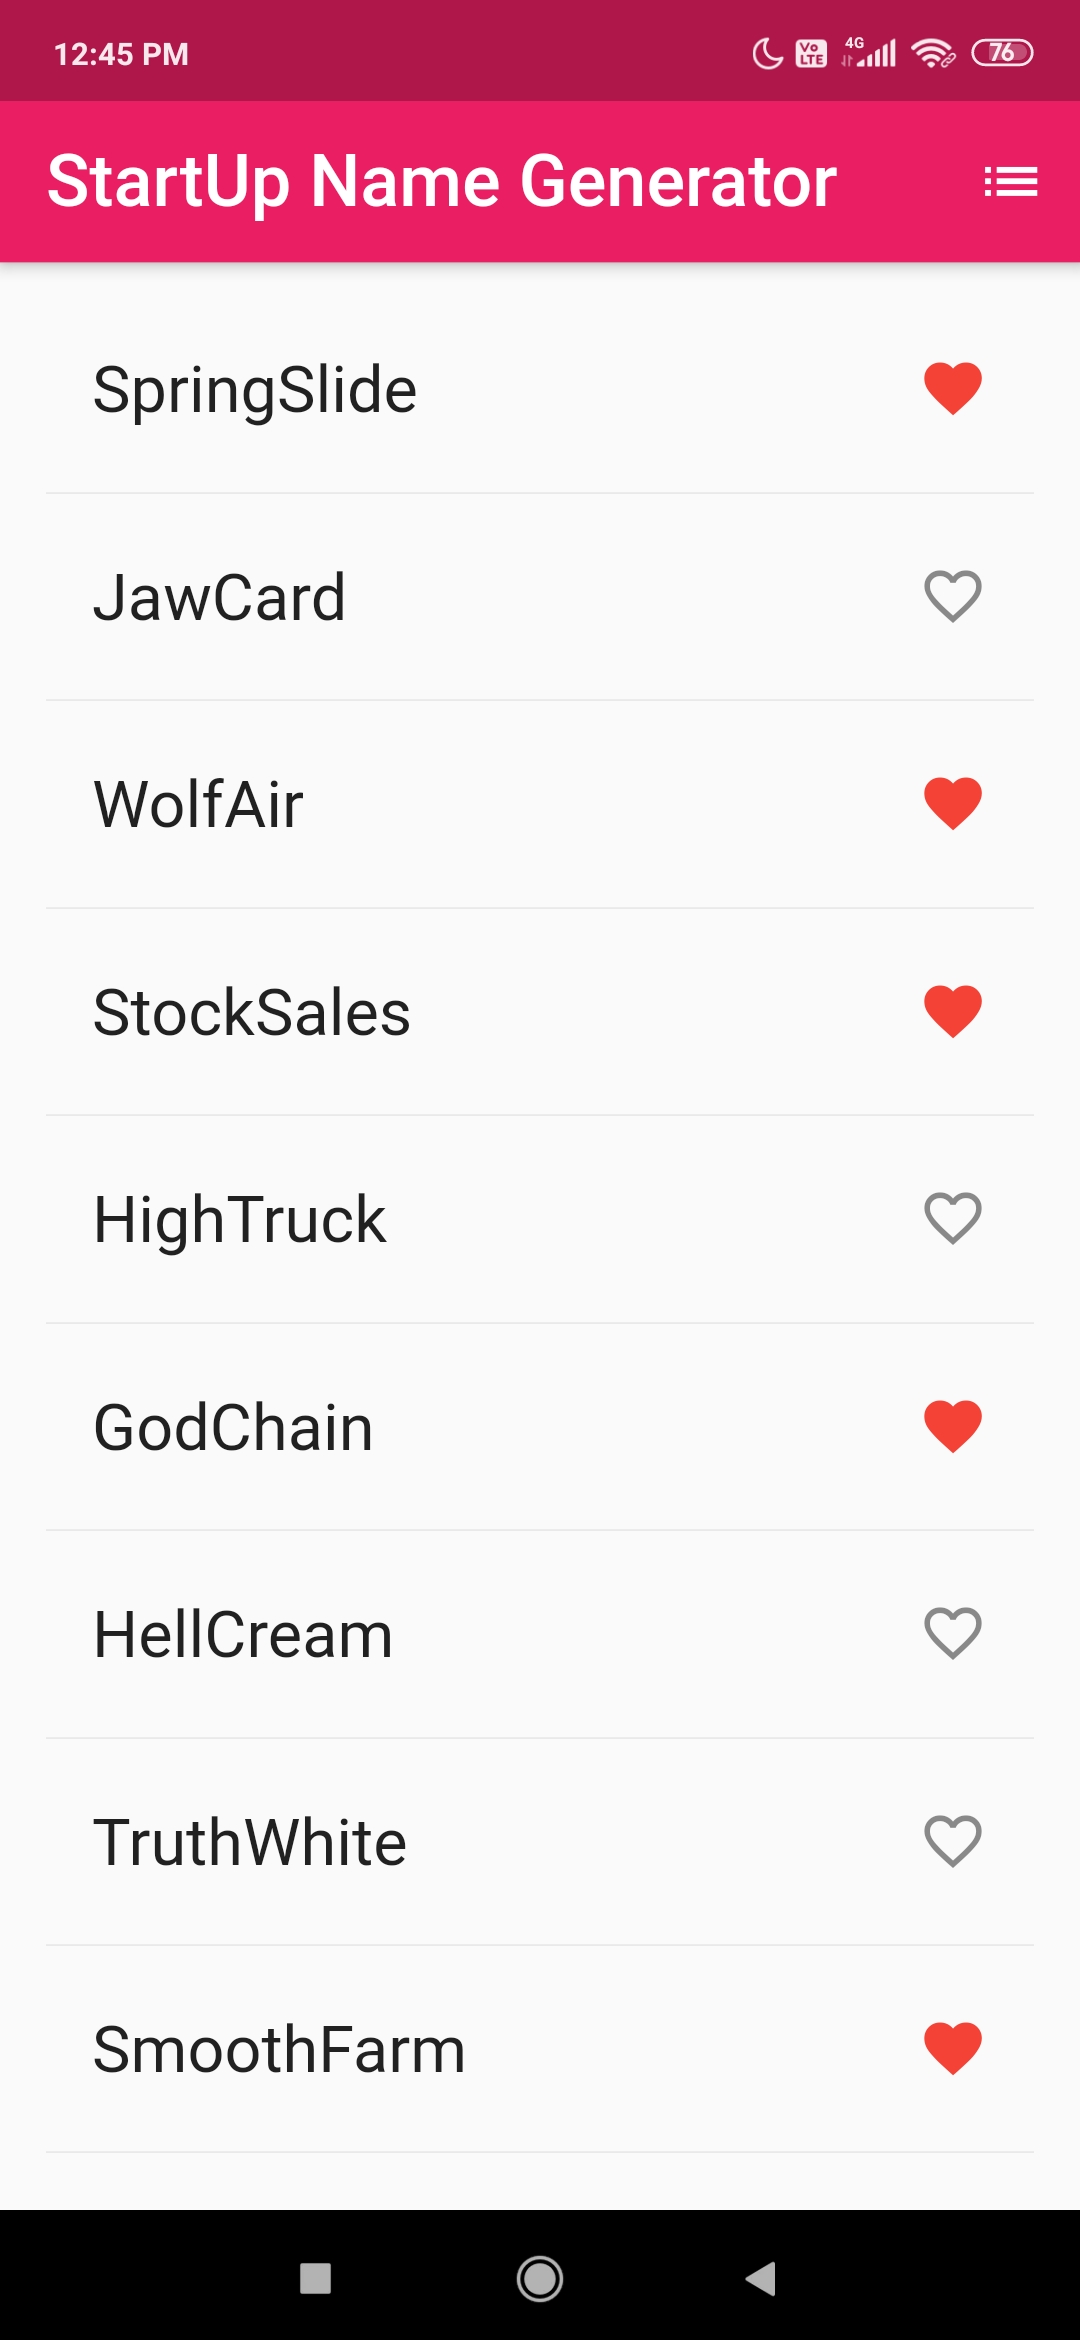 12:45 PM
Vo LTE 4G 76
StartUp Name Generator
SpringSlide
JawCard
WolfAir
StockSales
HighTruck
GodChain
HellCream
TruthWhite
SmoothFarm